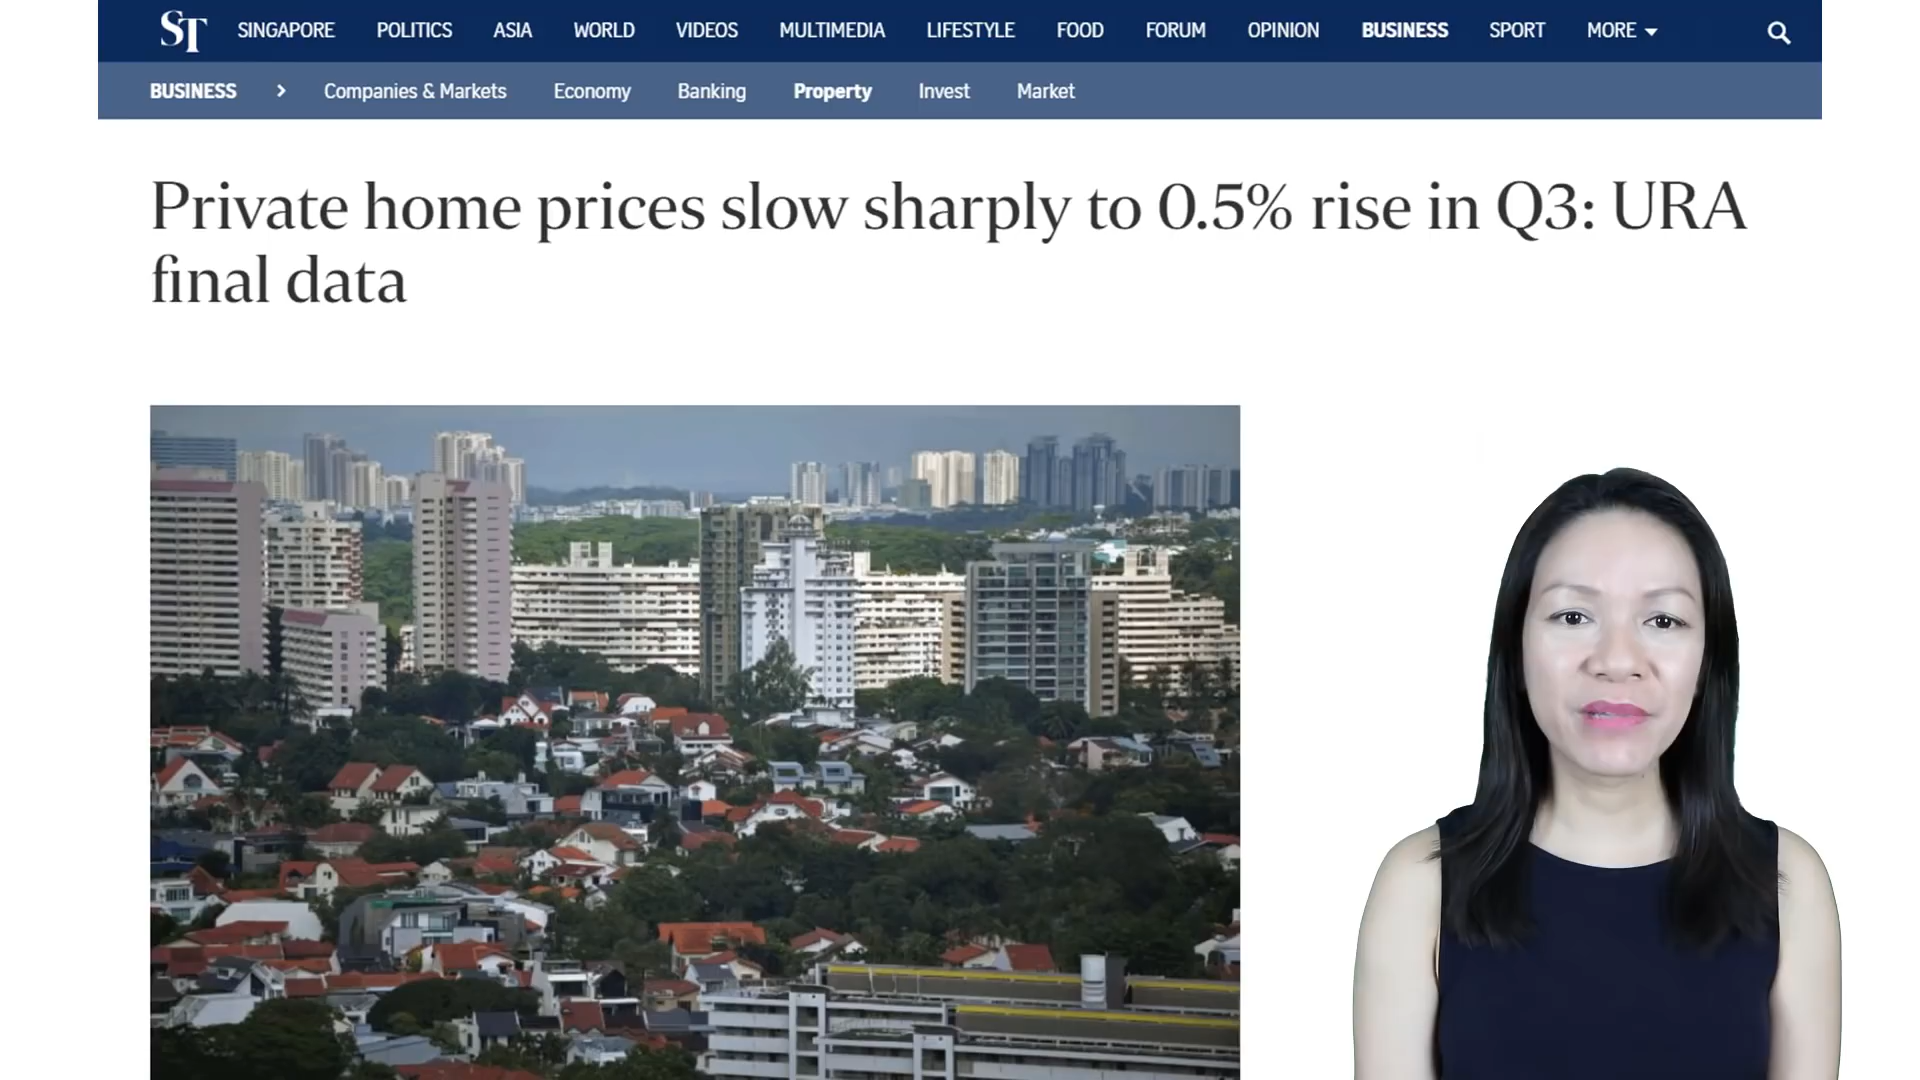 ST SINGAPORE POLITICS ASIA WORLD VIDEOS MULTIMEDIA LIFESTYLE FOOD FORUM OPINION BUSINESS SPORT MORE
BUSINESS Companies & Markets Economy Banking Property Invest Market
Private home prices slow sharply to 0.5% rise in Q3: URA
final data